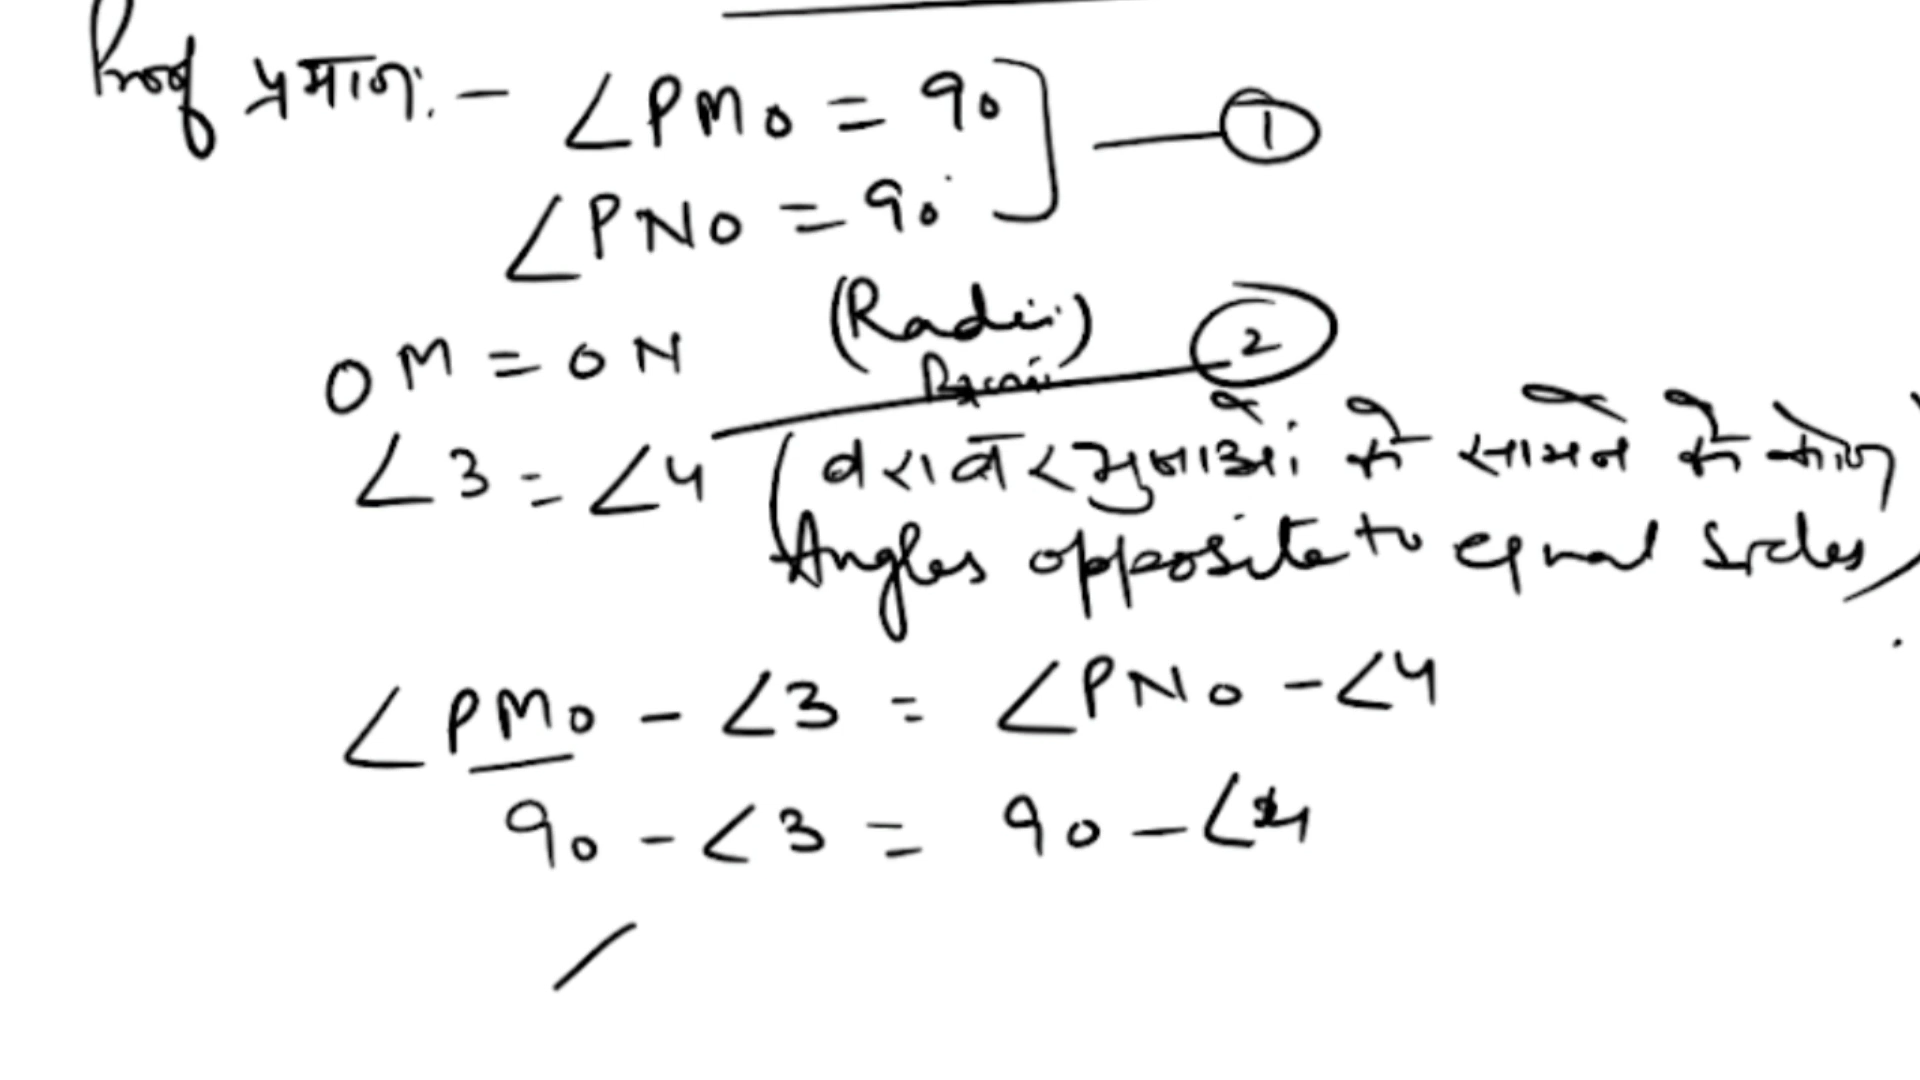 Proof प्रमाण:- ∠PMO = 90
∠PNO = 90°] — ①
OM = ON (Radii) ②
∠3 = ∠4 (बराबर भुजाओं के सामने के कोण
Angles opposite to equal sides)
∠PMO - ∠3 = ∠PNO - ∠4
90 - ∠3 = 90 - ∠4